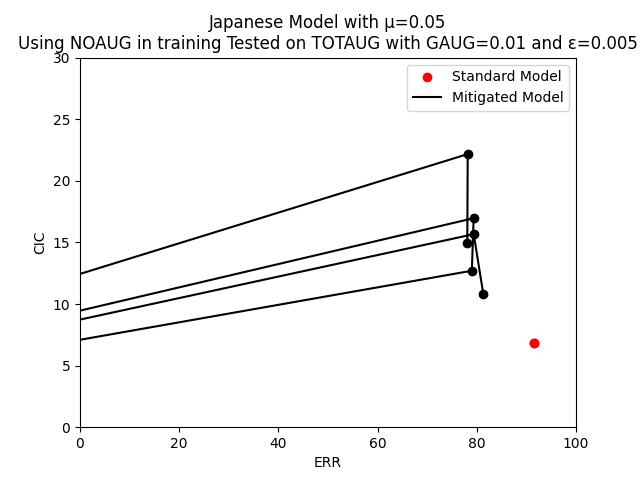 Japanese Model with μ=0.05
Using NOAUG in training Tested on TOTAUG with GAUG=0.01 and ε=0.005
30
25
20
15
10
5
0
CIC
Standard Model
Mitigated Model
0 20 40 60 80 100
ERR